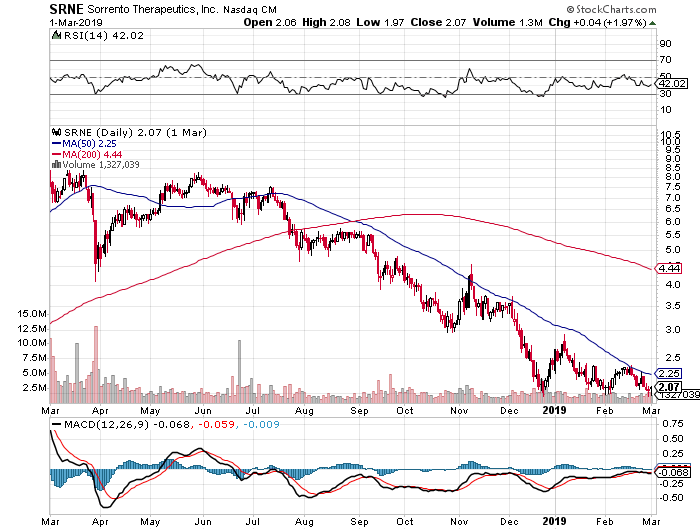 SRNE Sorrento Therapeutics, Inc. Nasdaq CM
© StockCharts.com
1-Mar-2019
Open 2.06 High 2.08 Low 1.97 Close 2.07 Volume 1.3M Chg +0.04 (+1.97%)
RSI(14) 42.02
90
70
50
42.02
30
10
SRNE (Daily) 2.07 (1 Mar)
MA(50) 2.25
MA(200) 4.44
Volume 1,327,039
10.5
10.0
9.5
9.0
8.5
8.0
7.5
7.0
6.5
6.0
5.5
5.0
4.44
3.5
3.0
2.5
2.25
2.07
1327039
15.0M
12.5M
10.0M
7.5M
5.0M
2.5M
Mar Apr May Jun Jul Aug Sep Oct Nov Dec 2019 Feb Mar
MACD(12,26,9) -0.068, -0.059, -0.009
0.75
0.50
0.25
-0.068
-0.25
-0.50
Mar Apr May Jun Jul Aug Sep Oct Nov Dec 2019 Feb Mar